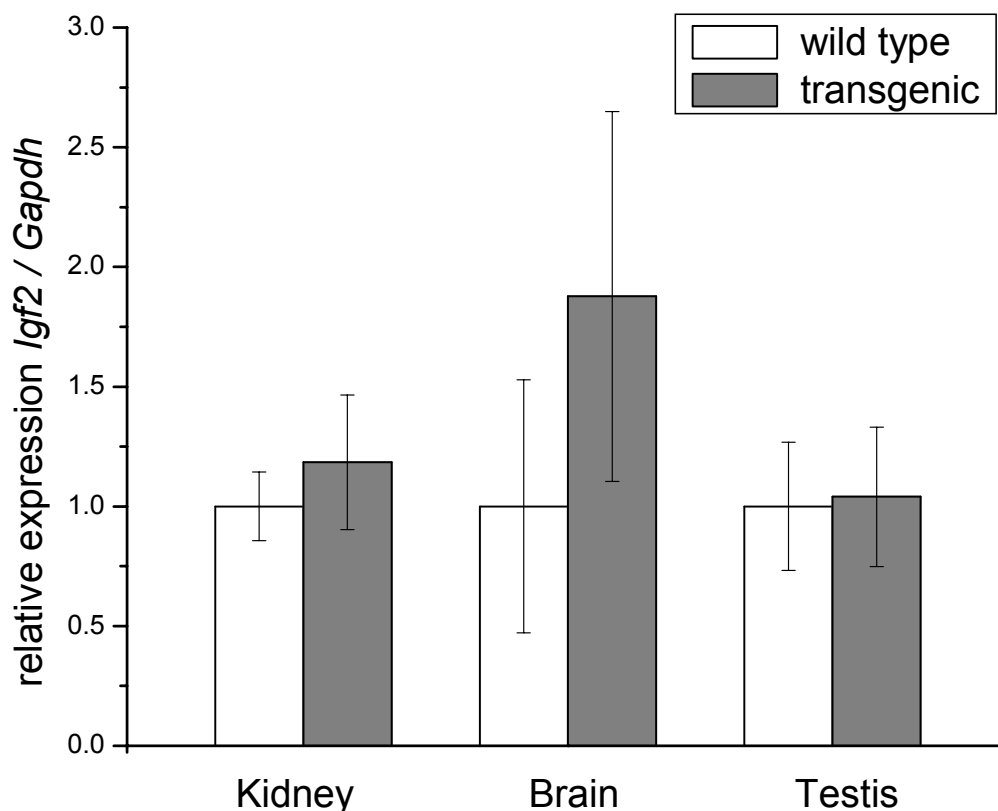 wild type
transgenic
relative expression Igf2 / Gapdh
3.0
2.5
2.0
1.5
1.0
0.5
0.0
Kidney Brain Testis